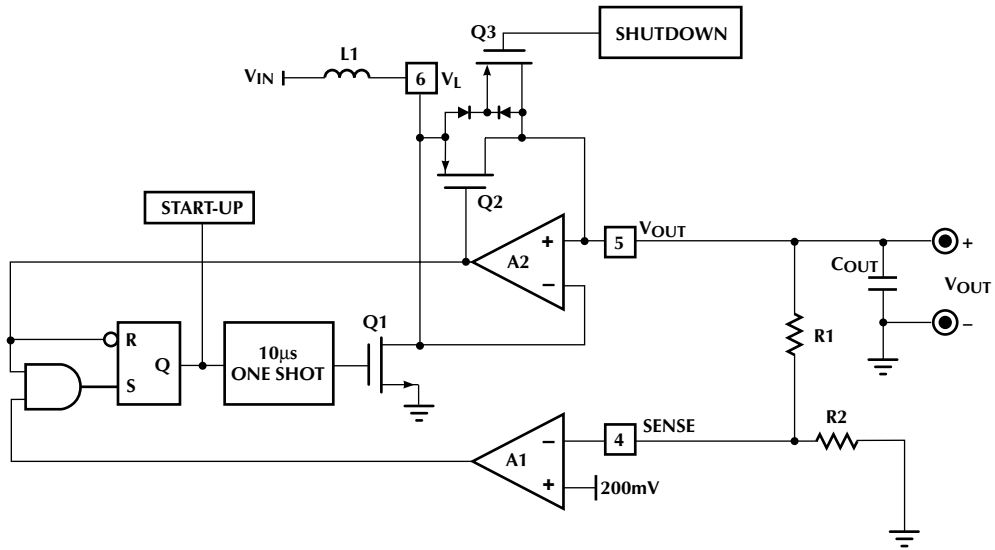 Q3
SHUTDOWN
L1
VIN
6
VL
Q2
START-UP
5
VOUT
+
A2
−
COUT
+
VOUT
−
Q1
R
Q
S
10µs
ONE SHOT
R1
4
SENSE
R2
−
A1
+
200mV